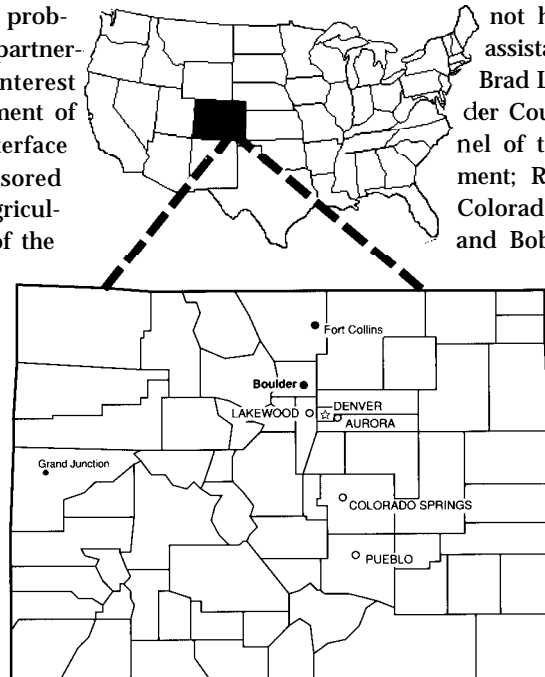 prob-
partner-
nterest
ment of
terface
sored
gricul-
of the
not h
assista
Brad L
der Cou
nel of t
ment; R
Colorad
and Bob
Fort Collins
Boulder
LAKEWOOD
DENVER
AURORA
Grand Junction
COLORADO SPRINGS
PUEBLO